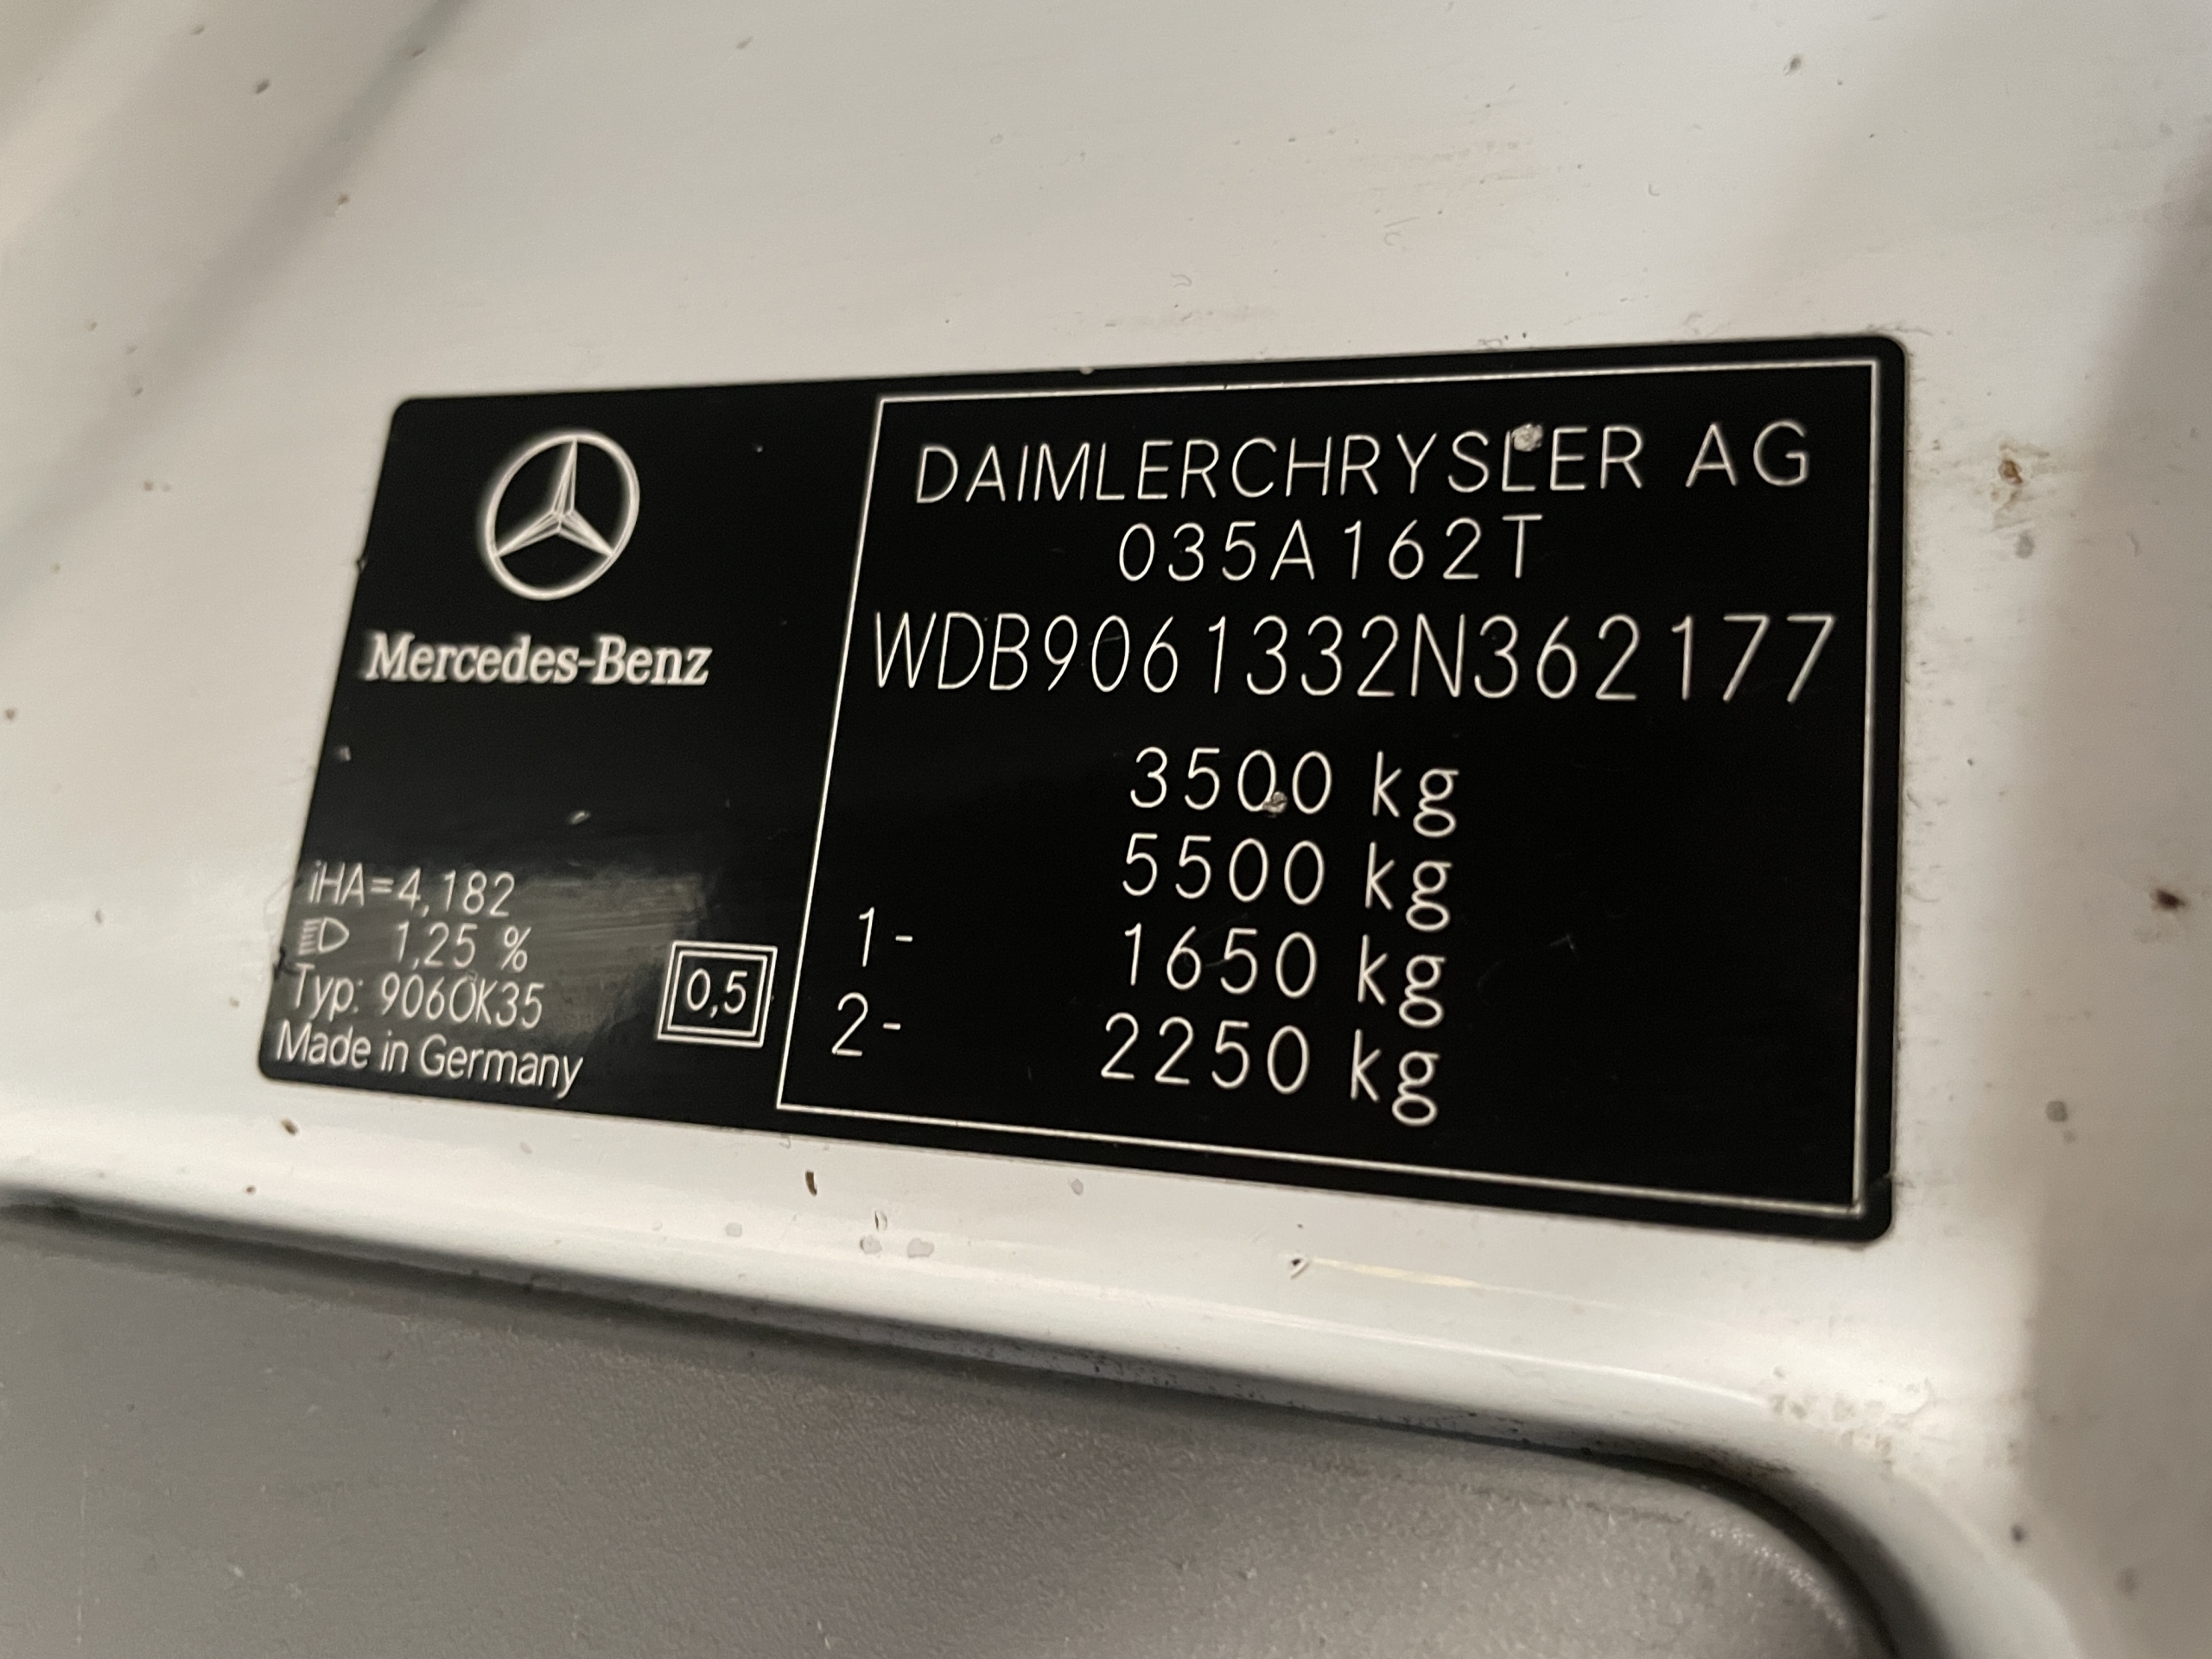 Mercedes-Benz
iHA=4,182
1,25 %
Typ: 906OK35
Made in Germany
0,5
DAIMLERCHRYSLER AG
035A162T
WDB9061332N362177
3500 kg
5500 kg
1- 1650 kg
2- 2250 kg